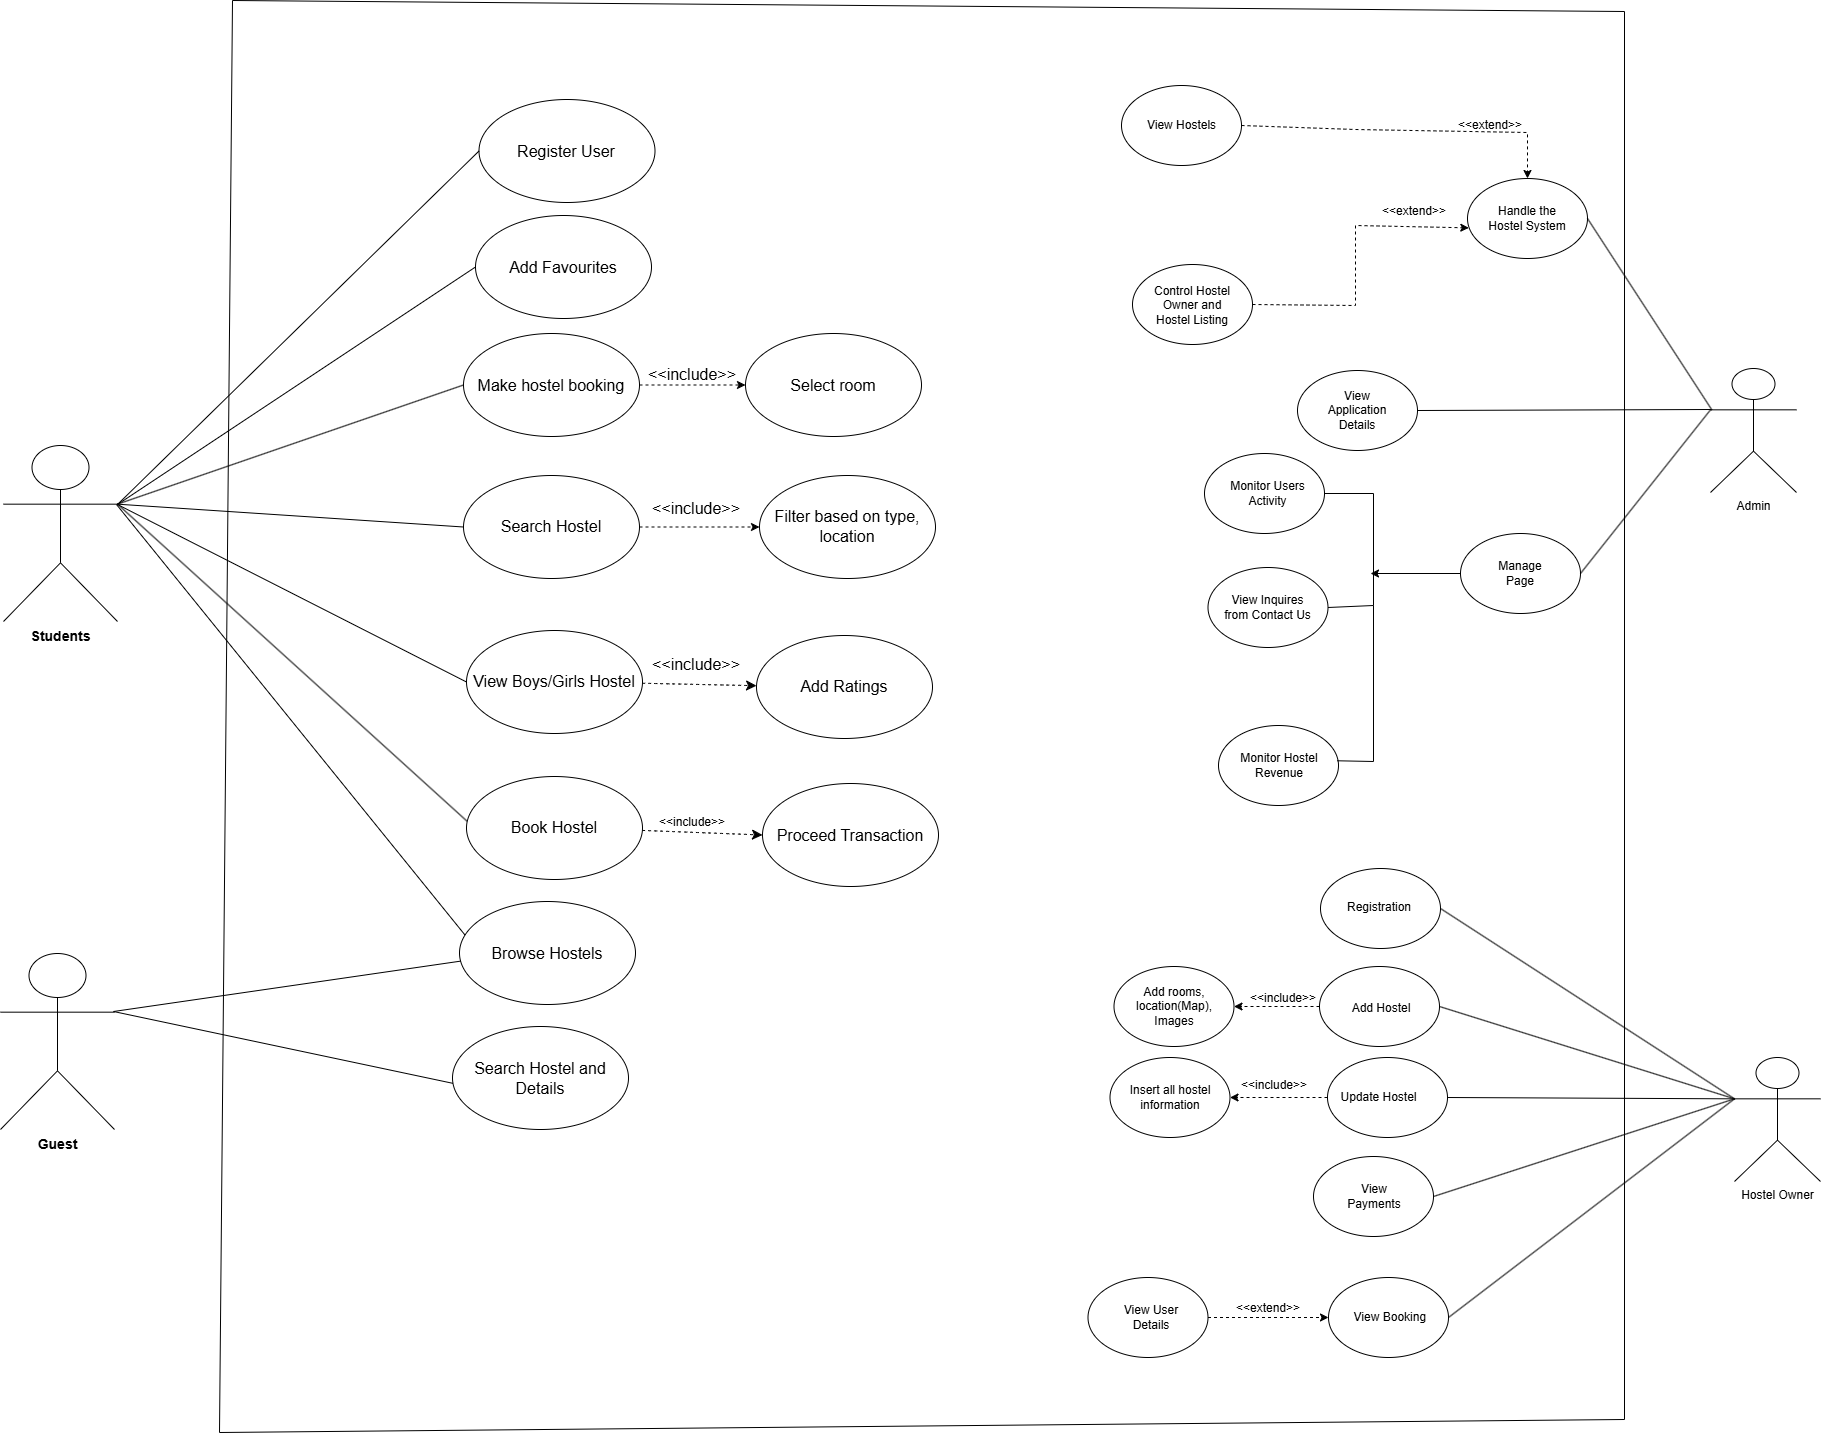 Register User
Add Favourites
Make hostel booking
<<include>>
Select room
Search Hostel
<<include>>
Filter based on type,
location
View Boys/Girls Hostel
<<include>>
Add Ratings
Book Hostel
<<include>>
Proceed Transaction
Browse Hostels
Search Hostel and
Details
Students
Guest
View Hostels
<<extend>>
Handle the
Hostel System
<<extend>>
Control Hostel
Owner and
Hostel Listing
View
Application
Details
Monitor Users
Activity
Manage
Page
View Inquires
from Contact Us
Monitor Hostel
Revenue
Admin
Registration
Add rooms,
location(Map),
Images
<<include>>
Add Hostel
Insert all hostel
information
<<include>>
Update Hostel
View
Payments
View User
Details
<<extend>>
View Booking
Hostel Owner